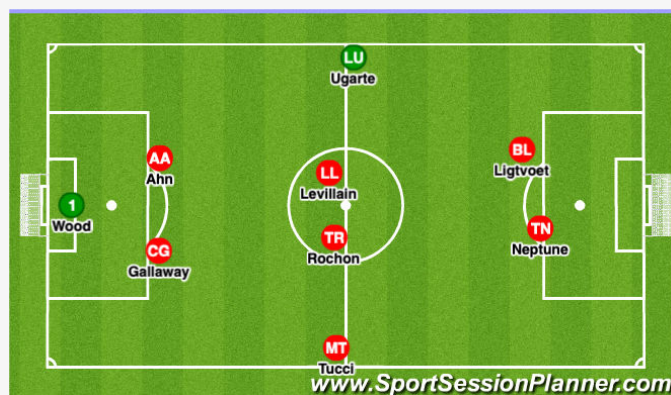 LU
Ugarte
AA
Ahn
BL
Ligtvoet
LL
Levillain
1
Wood
TN
Neptune
TR
Rochon
CG
Gallaway
MT
Tucci
www.SportSessionPlanner.com